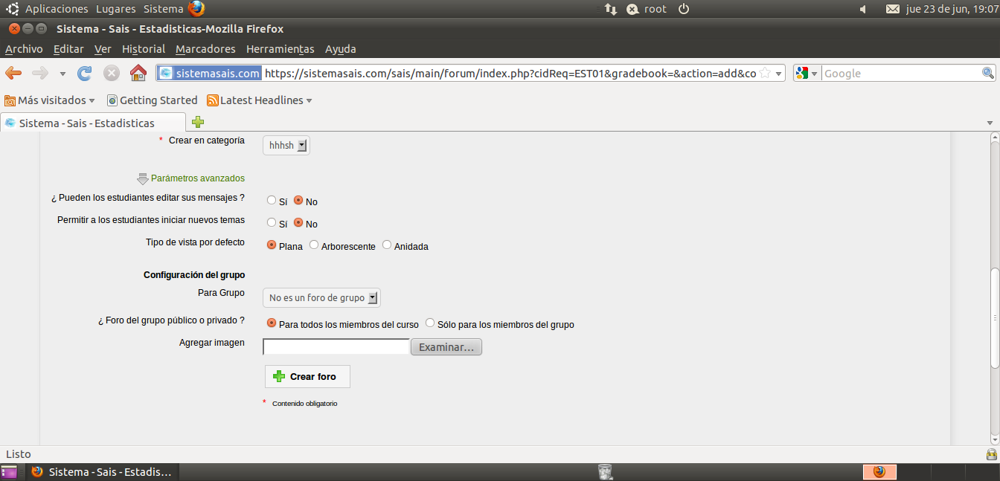 Aplicaciones Lugares Sistema root jue 23 de jun, 19:07
Sistema - Sais - Estadisticas-Mozilla Firefox
Archivo Editar Ver Historial Marcadores Herramientas Ayuda
sistemasais.com https://sistemasais.com/sais/main/forum/index.php?cidReq=EST01&gradebook=&action=add&co Google
Más visitados Getting Started Latest Headlines
Sistema - Sais - Estadisticas
* Crear en categoría hhhsh
Parámetros avanzados
¿ Pueden los estudiantes editar sus mensajes ? Sí No
Permitir a los estudiantes iniciar nuevos temas Sí No
Tipo de vista por defecto Plana Arborescente Anidada
Configuración del grupo
Para Grupo No es un foro de grupo
¿ Foro del grupo público o privado ? Para todos los miembros del curso Sólo para los miembros del grupo
Agregar imagen Examinar...
Crear foro
* Contenido obligatorio
Listo
Sistema - Sais - Estadis...